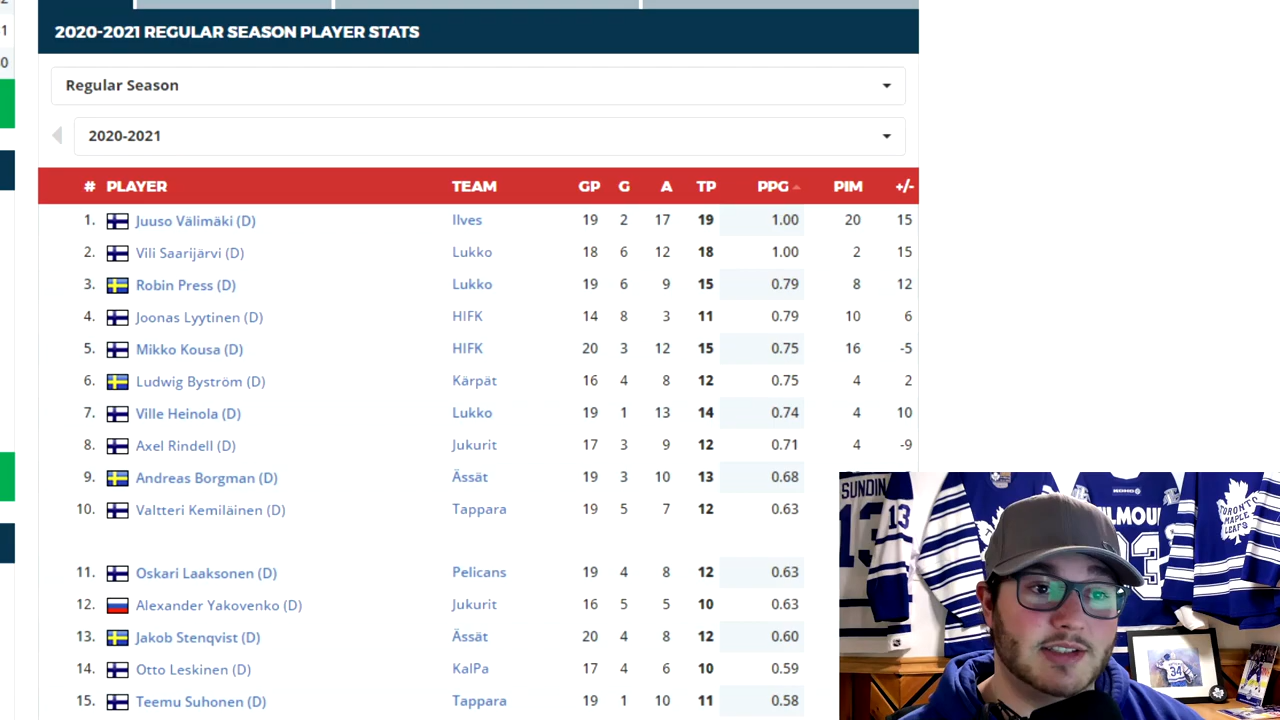 2020-2021 REGULAR SEASON PLAYER STATS
Regular Season
2020-2021
# PLAYER TEAM GP G A TP PPG PIM +/-
1. Juuso Välimäki (D) Ilves 19 2 17 19 1.00 20 15
2. Vili Saarijärvi (D) Lukko 18 6 12 18 1.00 2 15
3. Robin Press (D) Lukko 19 6 9 15 0.79 8 12
4. Joonas Lyytinen (D) HIFK 14 8 3 11 0.79 10 6
5. Mikko Kousa (D) HIFK 20 3 12 15 0.75 16 -5
6. Ludwig Byström (D) Kärpät 16 4 8 12 0.75 4 2
7. Ville Heinola (D) Lukko 19 1 13 14 0.74 4 10
8. Axel Rindell (D) Jukurit 17 3 9 12 0.71 4 -9
9. Andreas Borgman (D) Ässät 19 3 10 13 0.68
10. Valtteri Kemiläinen (D) Tappara 19 5 7 12 0.63
11. Oskari Laaksonen (D) Pelicans 19 4 8 12 0.63
12. Alexander Yakovenko (D) Jukurit 16 5 5 10 0.63
13. Jakob Stenqvist (D) Ässät 20 4 8 12 0.60
14. Otto Leskinen (D) KalPa 17 4 6 10 0.59
15. Teemu Suhonen (D) Tappara 19 1 10 11 0.58
SUNDIN
13
13
KOHO
TORONTO
MAPLE
LEAFS
34